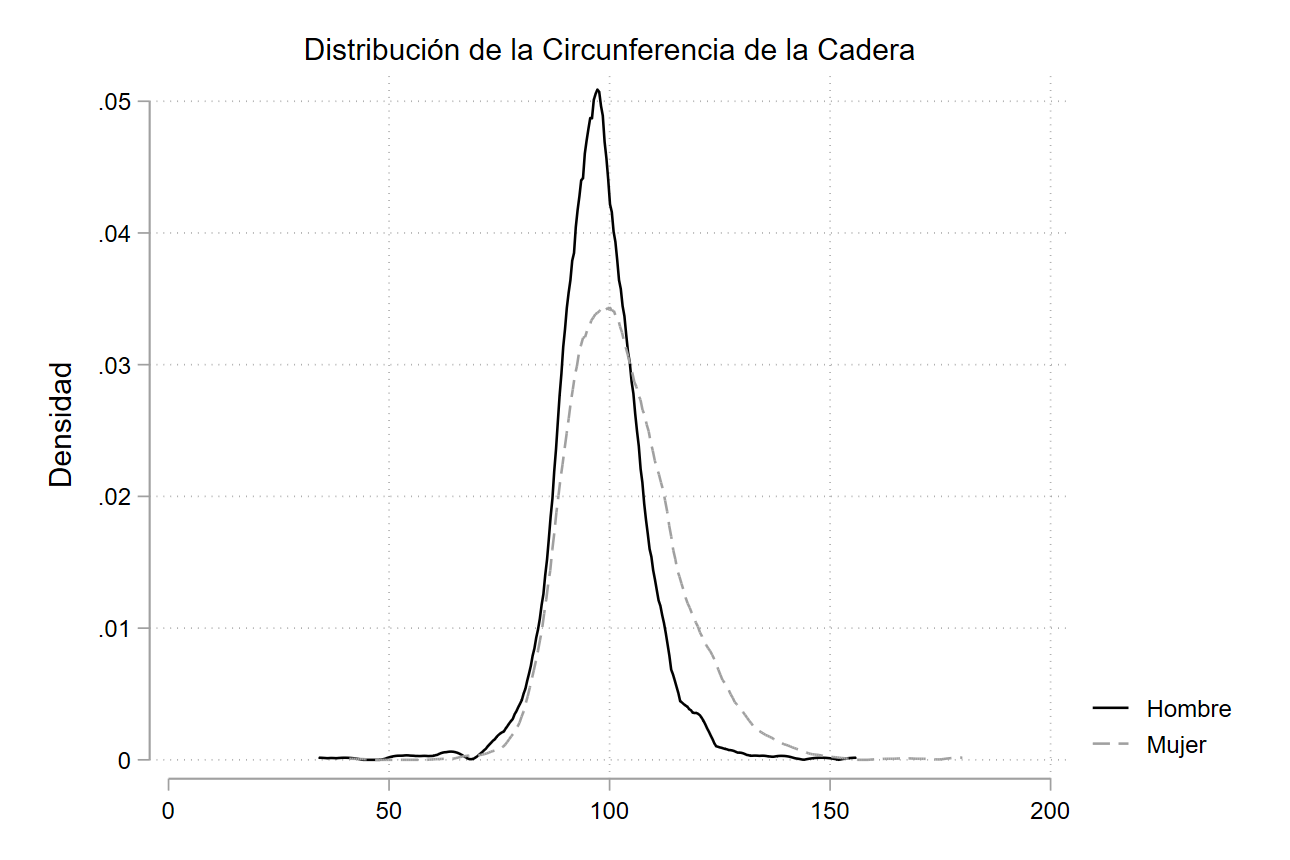 Distribución de la Circunferencia de la Cadera
Densidad
.05
.04
.03
.02
.01
0
0 50 100 150 200
Hombre
Mujer